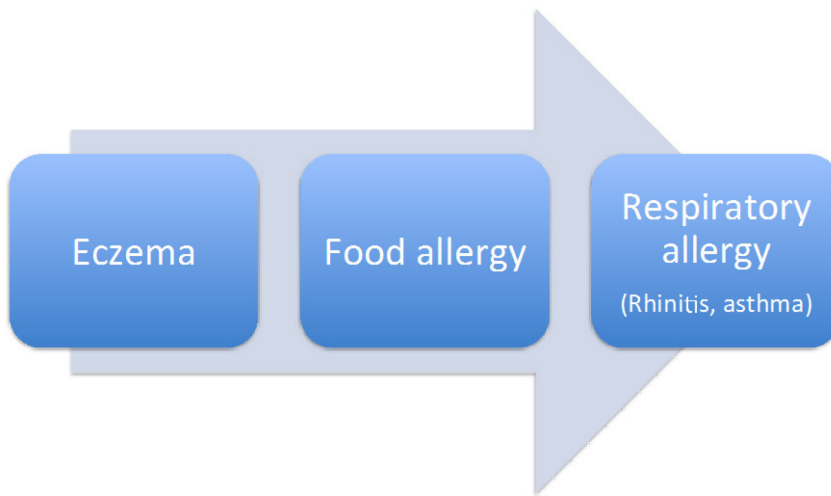 Eczema
Food allergy
Respiratory
allergy
(Rhinitis, asthma)